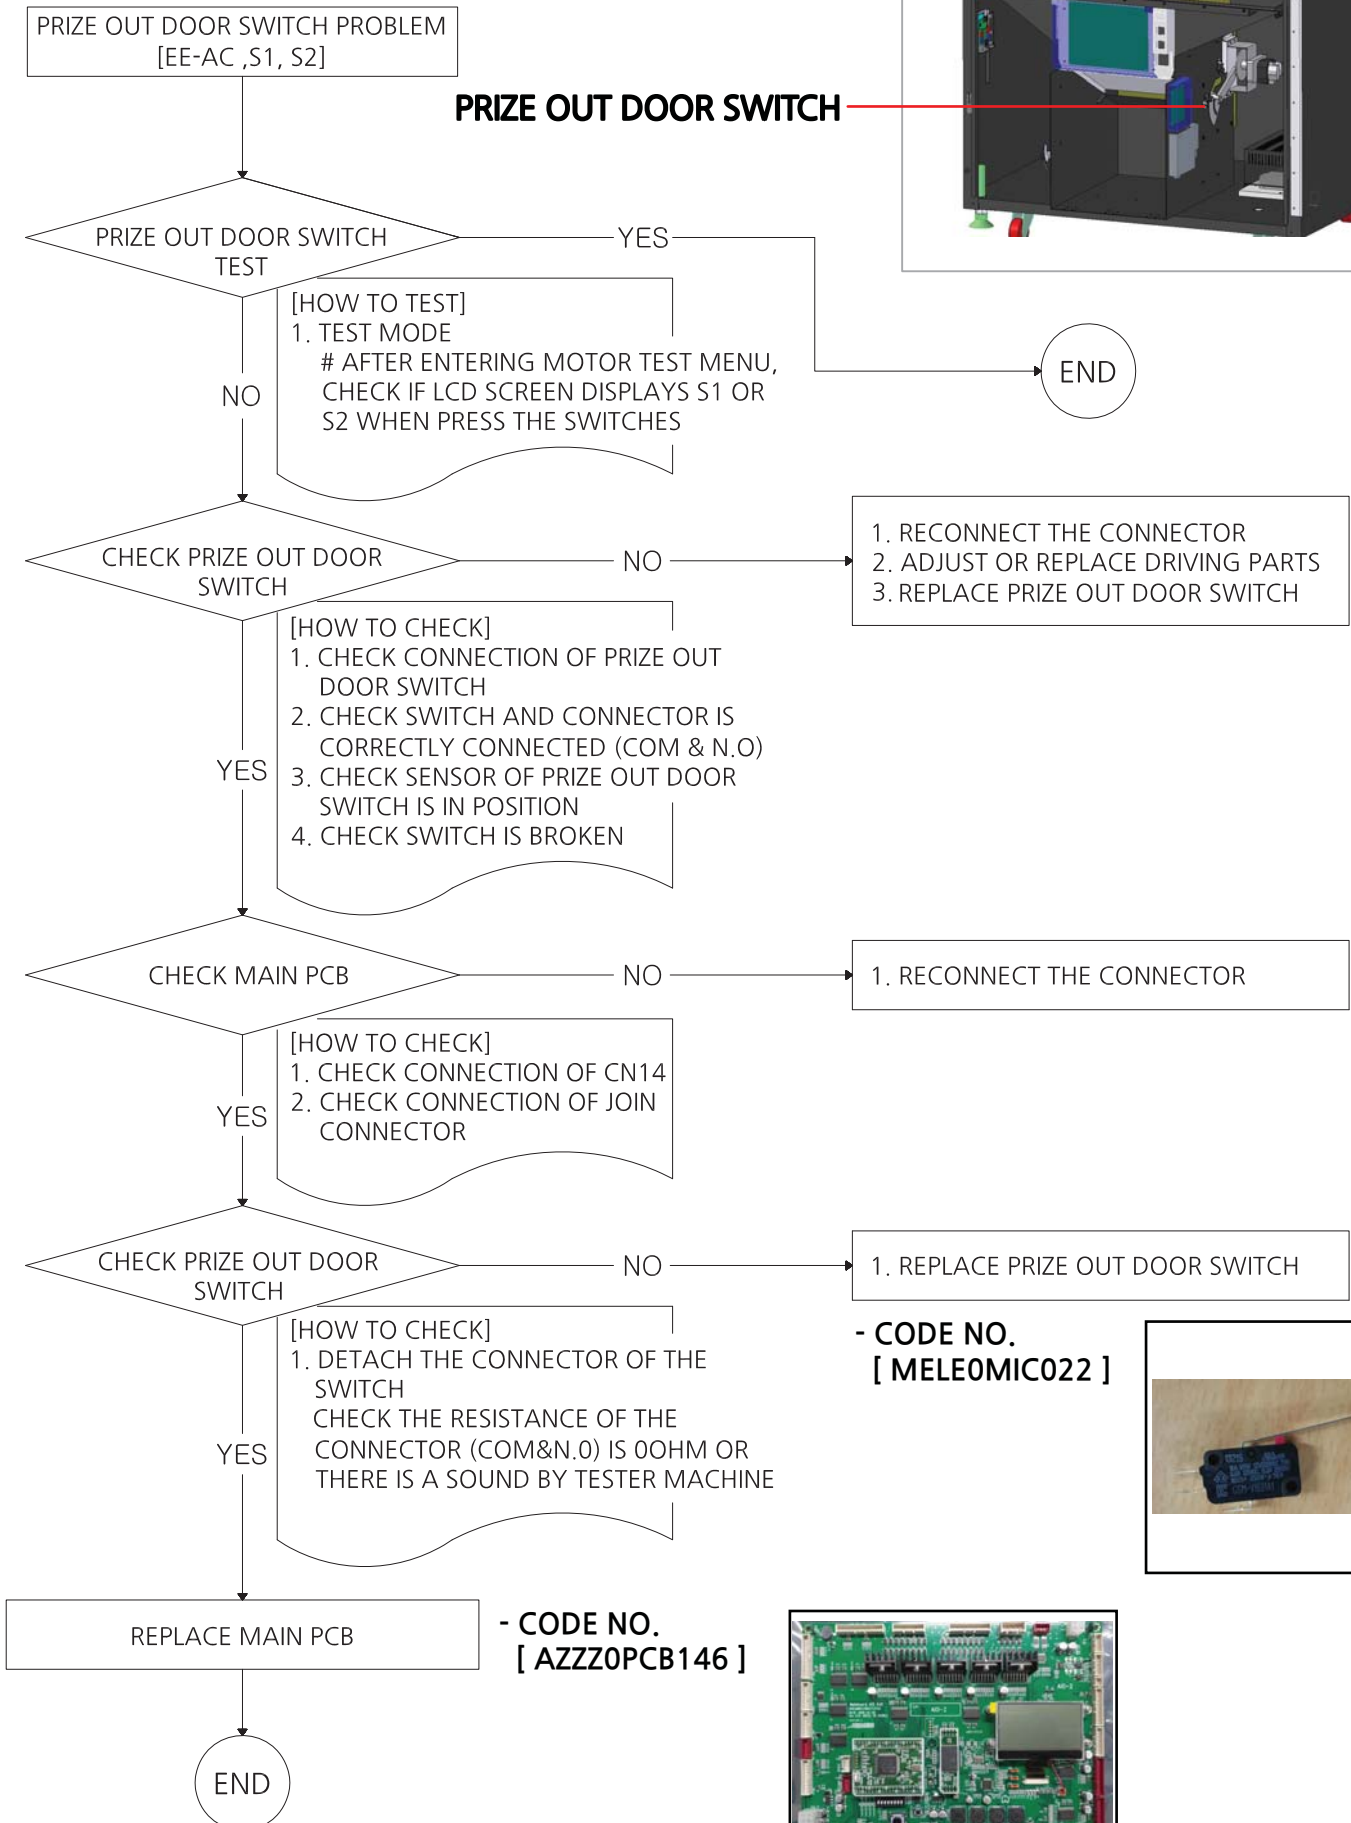 PRIZE OUT DOOR SWITCH PROBLEM
[EE-AC ,S1, S2]
PRIZE OUT DOOR SWITCH
PRIZE OUT DOOR SWITCH
TEST
YES
[HOW TO TEST]
1. TEST MODE
# AFTER ENTERING MOTOR TEST MENU,
CHECK IF LCD SCREEN DISPLAYS S1 OR
S2 WHEN PRESS THE SWITCHES
END
NO
CHECK PRIZE OUT DOOR
SWITCH
NO
1. RECONNECT THE CONNECTOR
2. ADJUST OR REPLACE DRIVING PARTS
3. REPLACE PRIZE OUT DOOR SWITCH
[HOW TO CHECK]
1. CHECK CONNECTION OF PRIZE OUT
DOOR SWITCH
2. CHECK SWITCH AND CONNECTOR IS
CORRECTLY CONNECTED (COM & N.O)
3. CHECK SENSOR OF PRIZE OUT DOOR
SWITCH IS IN POSITION
4. CHECK SWITCH IS BROKEN
YES
CHECK MAIN PCB
NO
1. RECONNECT THE CONNECTOR
[HOW TO CHECK]
1. CHECK CONNECTION OF CN14
2. CHECK CONNECTION OF JOIN
CONNECTOR
YES
CHECK PRIZE OUT DOOR
SWITCH
NO
1. REPLACE PRIZE OUT DOOR SWITCH
- CODE NO.
[ MELE0MIC022 ]
[HOW TO CHECK]
1. DETACH THE CONNECTOR OF THE
SWITCH
CHECK THE RESISTANCE OF THE
CONNECTOR (COM&N.0) IS 0OHM OR
THERE IS A SOUND BY TESTER MACHINE
YES
REPLACE MAIN PCB
- CODE NO.
[ AZZZ0PCB146 ]
END